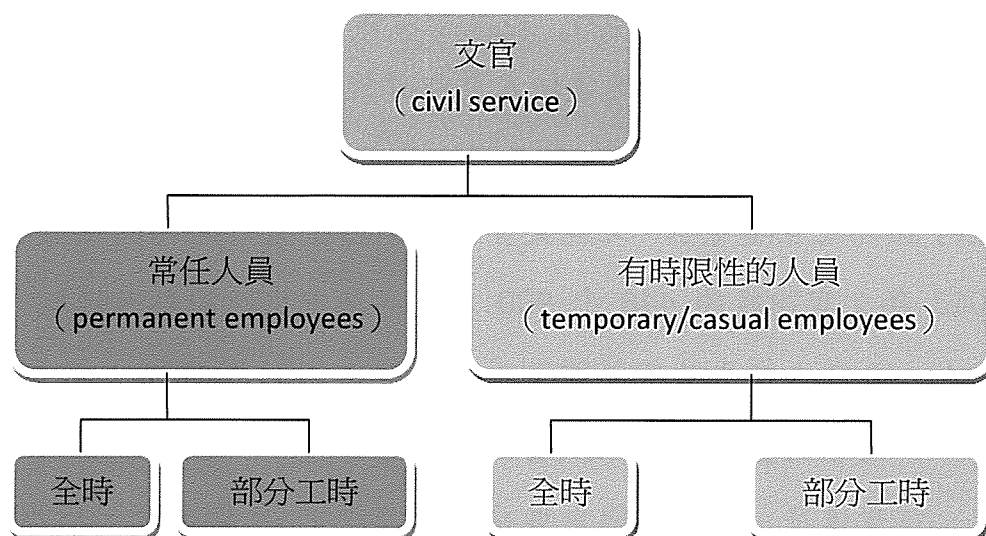 文官
（civil service）
常任人員
（permanent employees）
有時限性的人員
（temporary/casual employees）
全時
部分工時
全時
部分工時